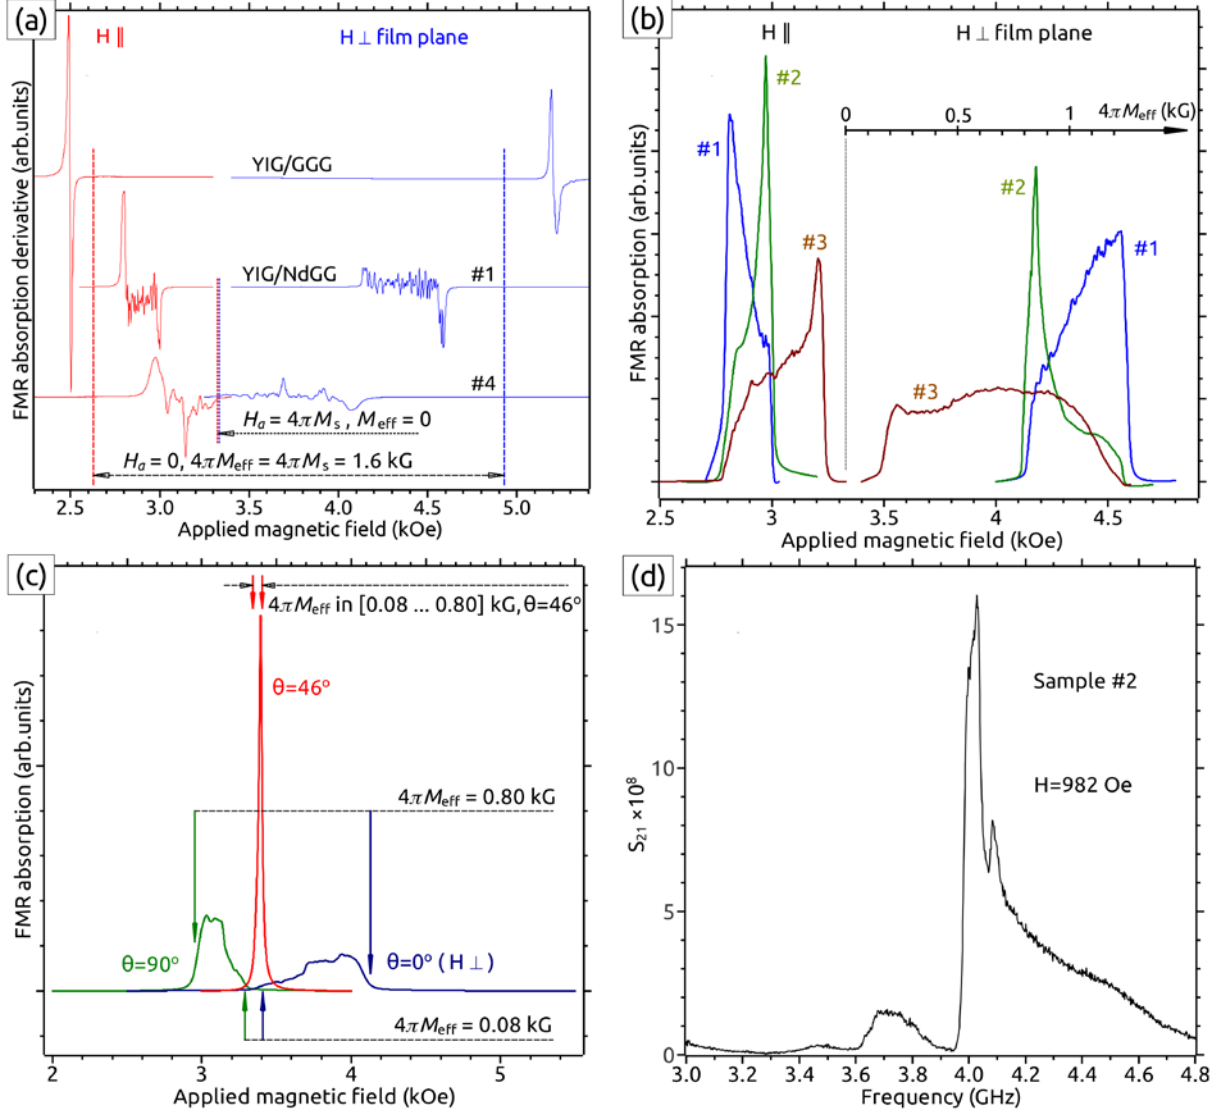 (a)
H ∥
H ⊥ film plane
YIG/GGG
YIG/NdGG
#1
#4
Hₐ = 4πMₛ , M_eff = 0
Hₐ = 0, 4πM_eff = 4πMₛ = 1.6 kG
FMR absorption derivative (arb.units)
2.5 3.0 3.5 4.0 4.5 5.0
Applied magnetic field (kOe)
(b)
H ∥
H ⊥ film plane
#2
0 0.5 1 4πM_eff (kG)
#1
#2
#3
#1
#3
FMR absorption (arb.units)
2.5 3 3.5 4 4.5
Applied magnetic field (kOe)
(c)
4πM_eff in [0.08 ... 0.80] kG,θ=46°
θ=46°
4πM_eff = 0.80 kG
θ=90°
θ=0° ( H ⊥ )
4πM_eff = 0.08 kG
FMR absorption (arb.units)
2 3 4 5
Applied magnetic field (kOe)
(d)
15
Sample #2
10
H=982 Oe
5
0
S₂₁ ×10⁸
3.0 3.2 3.4 3.6 3.8 4.0 4.2 4.4 4.6 4.8
Frequency (GHz)